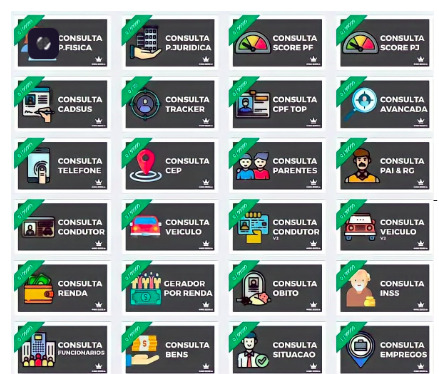 CONSULTA
P.FISICA
CONSULTA
P.JURIDICA
CONSULTA
SCORE PF
CONSULTA
SCORE PJ
CONSULTA
CADSUS
CONSULTA
TRACKER
CONSULTA
CPF TOP
CONSULTA
AVANCADA
CONSULTA
TELEFONE
CONSULTA
CEP
CONSULTA
PARENTES
CONSULTA
PAI & RG
CONSULTA
CONDUTOR
CONSULTA
VEICULO
CONSULTA
CONDUTOR
V2
CONSULTA
VEICULO
V2
CONSULTA
RENDA
GERADOR
POR RENDA
CONSULTA
OBITO
CONSULTA
INSS
CONSULTA
FUNCIONARIOS
CONSULTA
BENS
CONSULTA
SITUACAO
CONSULTA
EMPREGOS